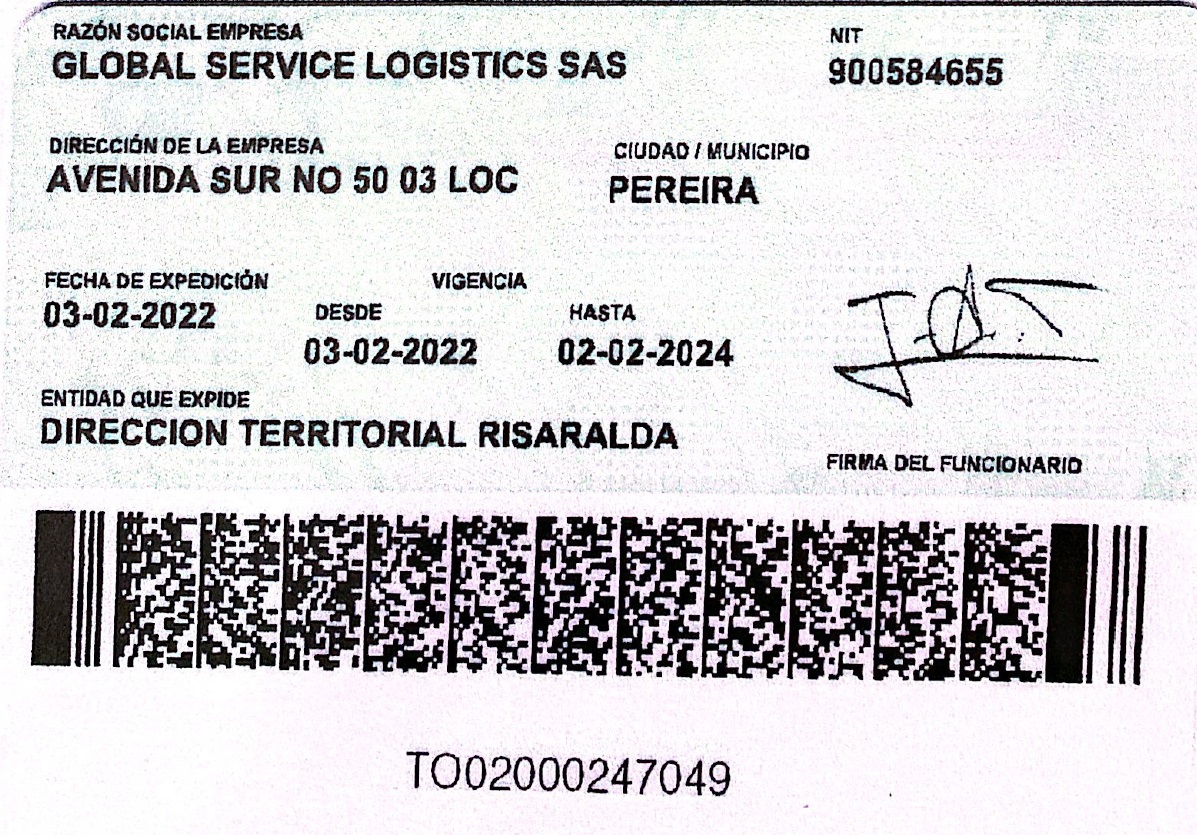 RAZÓN SOCIAL EMPRESA
GLOBAL SERVICE LOGISTICS SAS
NIT
900584655
DIRECCIÓN DE LA EMPRESA
AVENIDA SUR NO 50 03 LOC
CIUDAD / MUNICIPIO
PEREIRA
FECHA DE EXPEDICIÓN
03-02-2022
VIGENCIA
DESDE
03-02-2022
HASTA
02-02-2024
ENTIDAD QUE EXPIDE
DIRECCION TERRITORIAL RISARALDA
FIRMA DEL FUNCIONARIO
TO02000247049